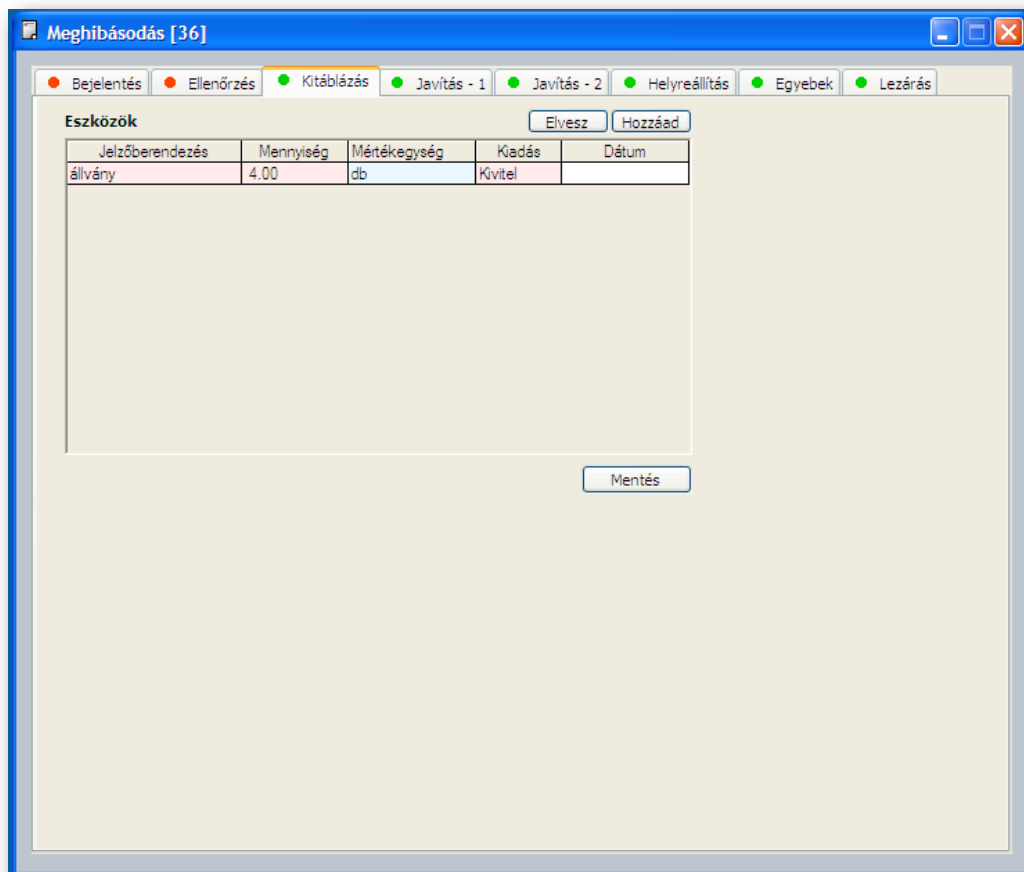 Meghibásodás [36]
Bejelentés Ellenőrzés Kitáblázás Javítás - 1 Javítás - 2 Helyreállítás Egyebek Lezárás
Eszközök Elvesz Hozzáad
Jelzőberendezés Mennyiség Mértékegység Kiadás Dátum
állvány 4.00 db Kivitel
Mentés